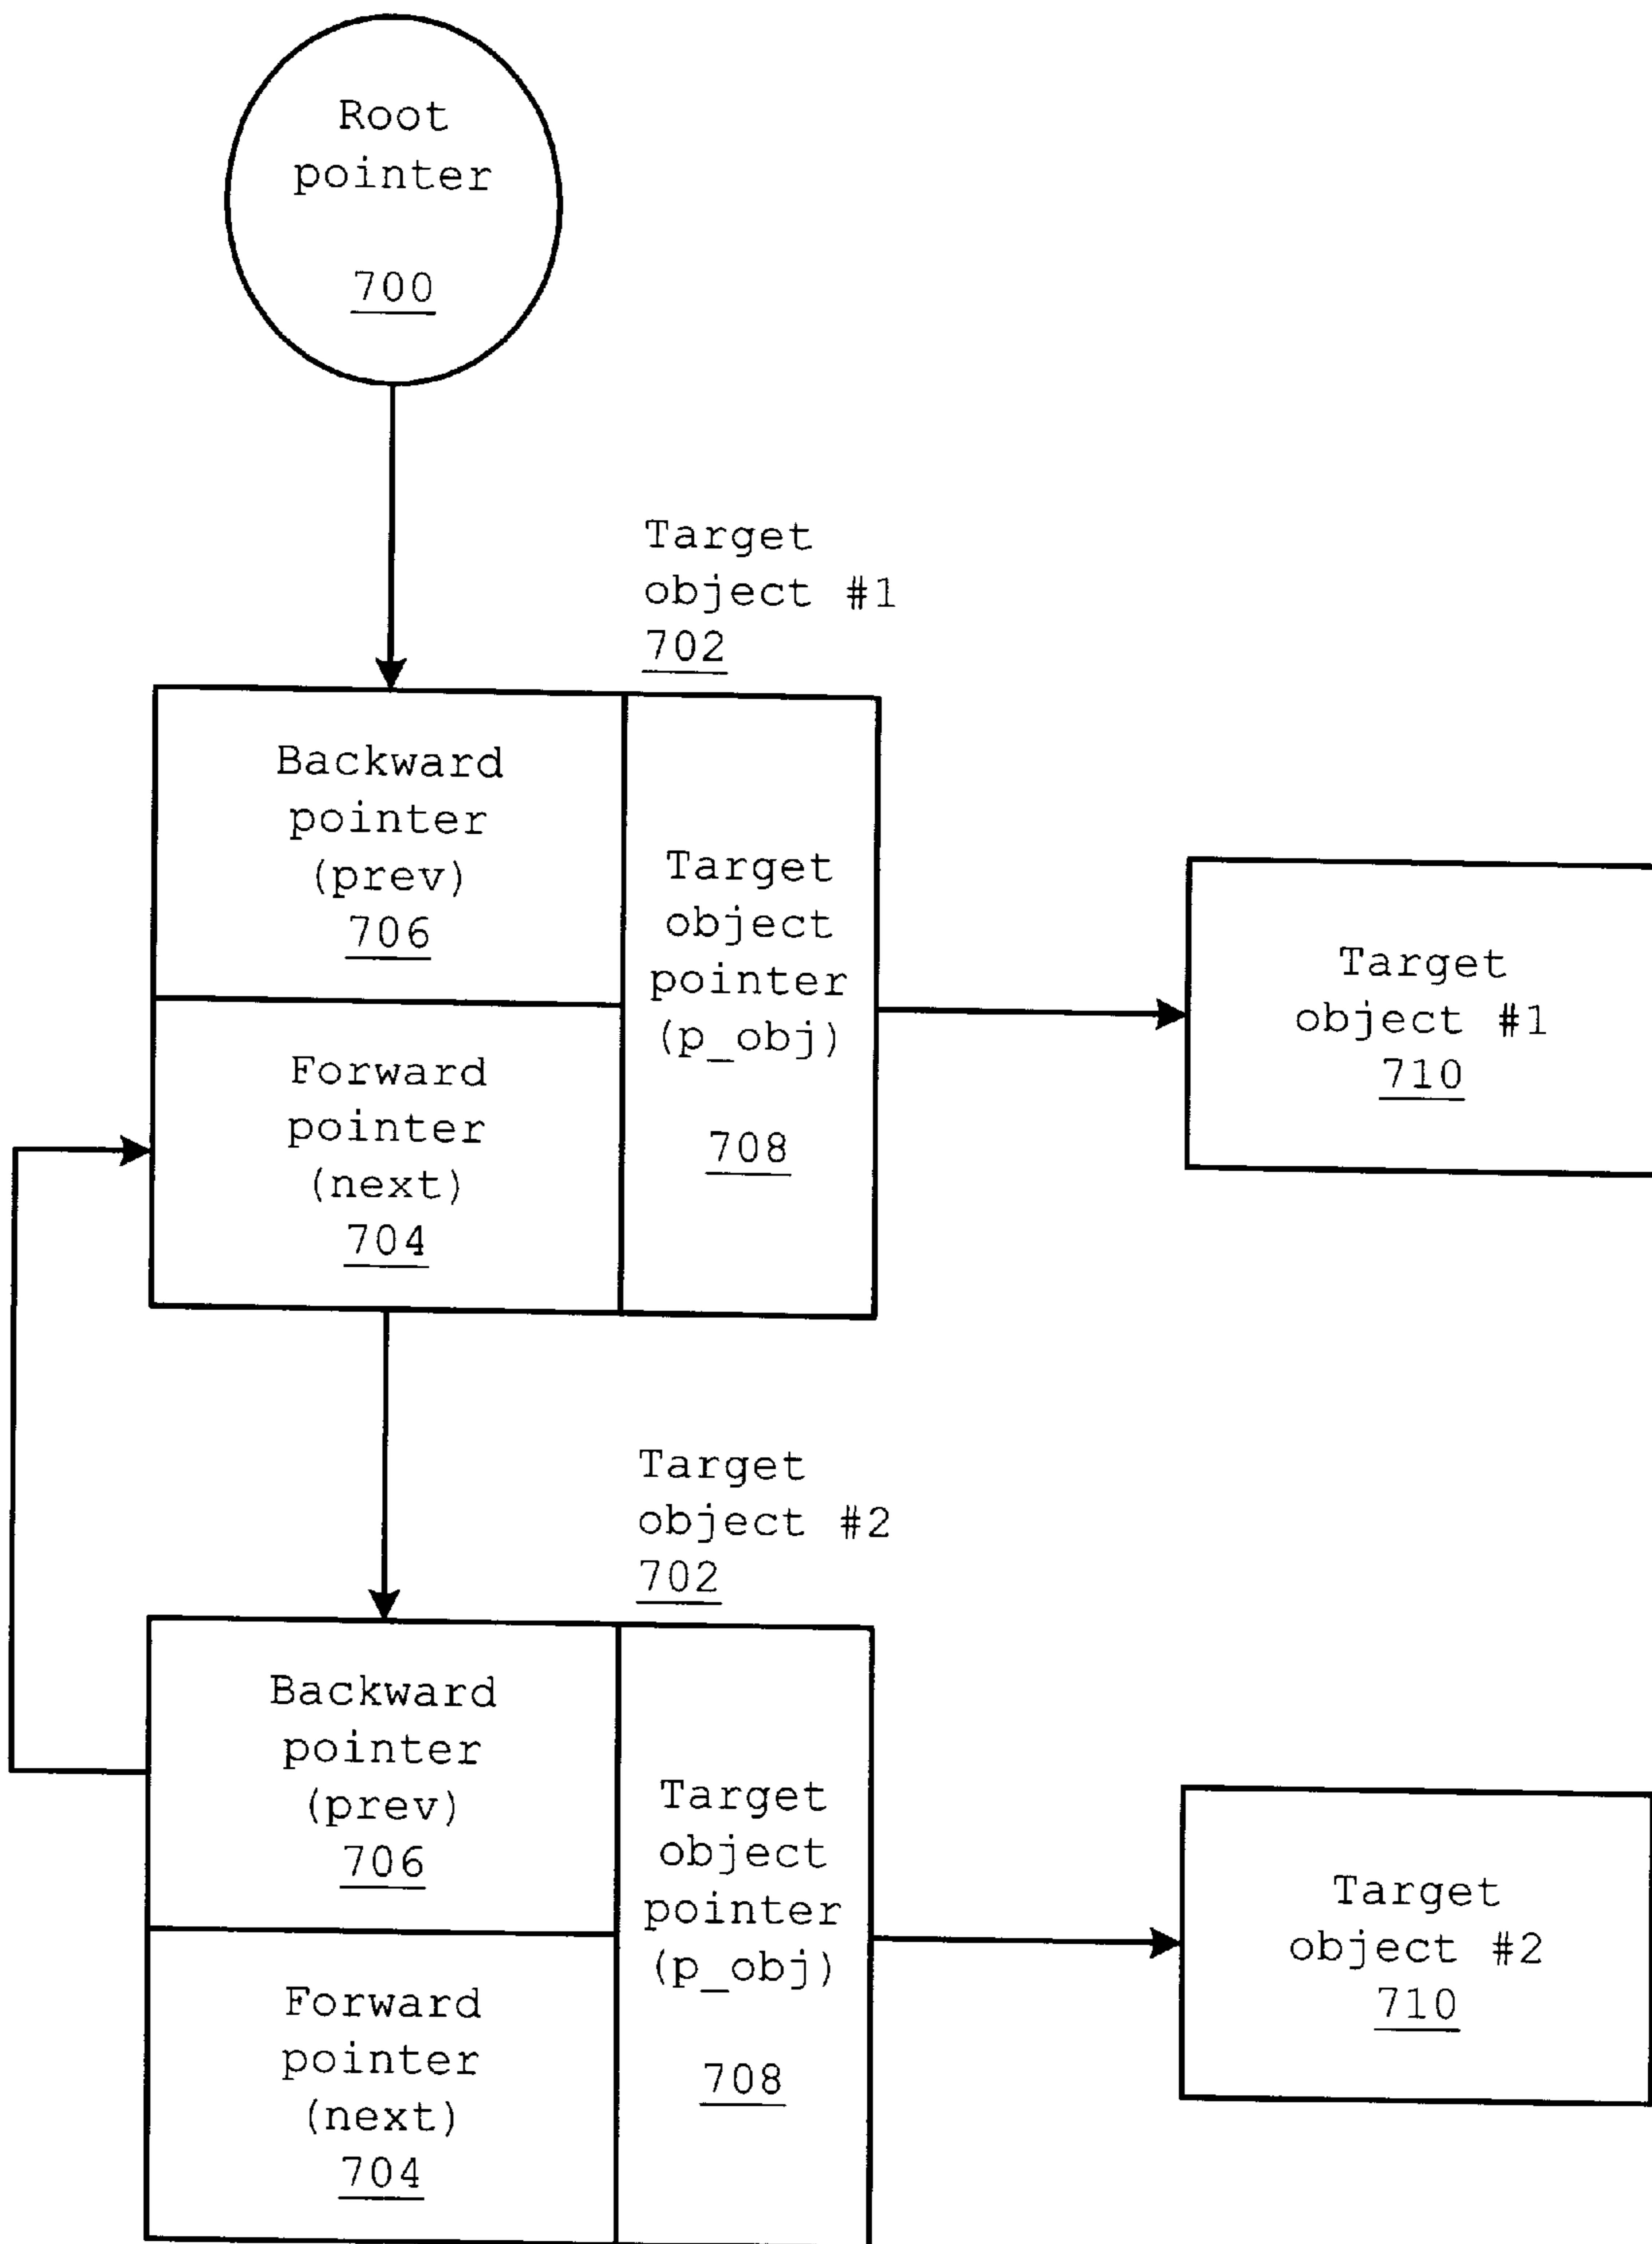 Root
pointer
700
Target
object #1
702
Backward
pointer
(prev)
706
Target
object
pointer
(p_obj)
708
Forward
pointer
(next)
704
Target
object #1
710
Target
object #2
702
Backward
pointer
(prev)
706
Target
object
pointer
(p_obj)
708
Forward
pointer
(next)
704
Target
object #2
710